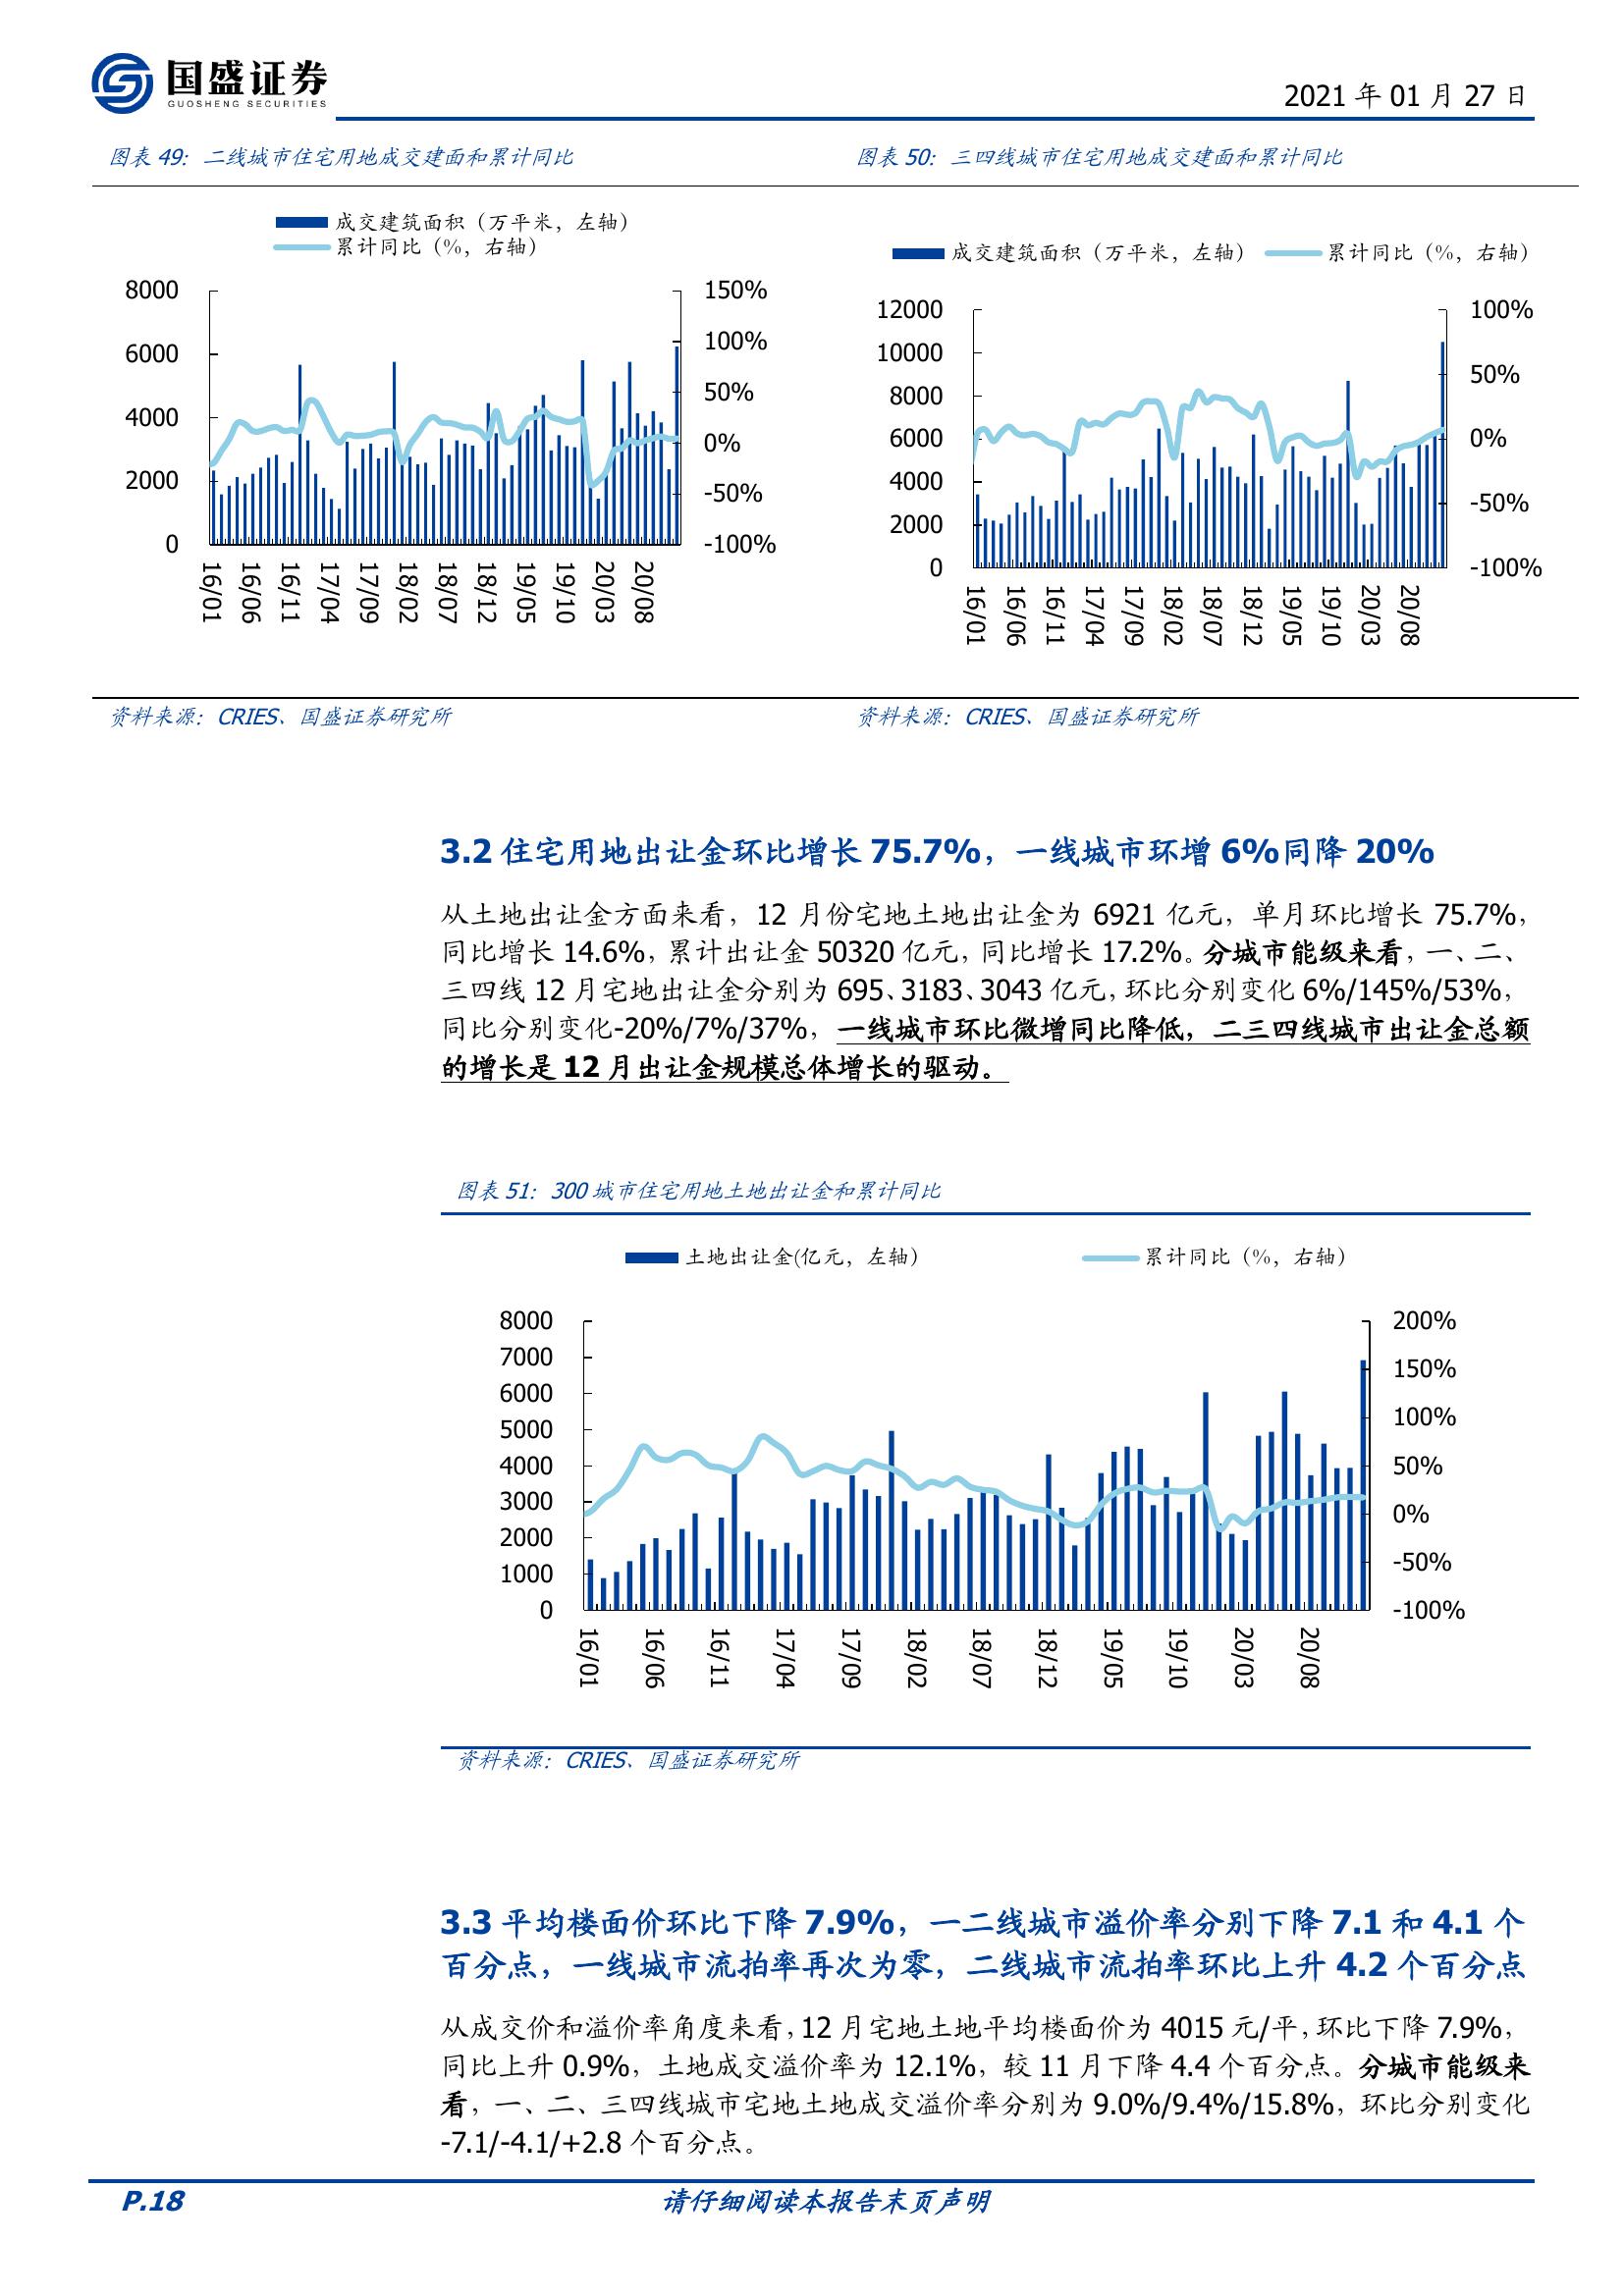 国盛证券
GUOSHENG SECURITIES
2021 年 01 月 27 日
图表 49：二线城市住宅用地成交建面和累计同比
成交建筑面积（万平米，左轴）
累计同比（%，右轴）
8000
6000
4000
2000
0
150%
100%
50%
0%
-50%
-100%
16/01
16/06
16/11
17/04
17/09
18/02
18/07
18/12
19/05
19/10
20/03
20/08
资料来源：CRIES、国盛证券研究所
图表 50：三四线城市住宅用地成交建面和累计同比
成交建筑面积（万平米，左轴） 累计同比（%，右轴）
12000
10000
8000
6000
4000
2000
0
100%
50%
0%
-50%
-100%
16/01
16/06
16/11
17/04
17/09
18/02
18/07
18/12
19/05
19/10
20/03
20/08
资料来源：CRIES、国盛证券研究所
3.2 住宅用地出让金环比增长 75.7%，一线城市环增 6%同降 20%
从土地出让金方面来看，12 月份宅地土地出让金为 6921 亿元，单月环比增长 75.7%，
同比增长 14.6%，累计出让金 50320 亿元，同比增长 17.2%。分城市能级来看，一、二、
三四线 12 月宅地出让金分别为 695、3183、3043 亿元，环比分别变化 6%/145%/53%，
同比分别变化-20%/7%/37%，一线城市环比微增同比降低，二三四线城市出让金总额
的增长是 12 月出让金规模总体增长的驱动。
图表 51：300 城市住宅用地土地出让金和累计同比
土地出让金(亿元，左轴） 累计同比（%，右轴）
8000
7000
6000
5000
4000
3000
2000
1000
0
200%
150%
100%
50%
0%
-50%
-100%
16/01
16/06
16/11
17/04
17/09
18/02
18/07
18/12
19/05
19/10
20/03
20/08
资料来源：CRIES、国盛证券研究所
3.3 平均楼面价环比下降 7.9%，一二线城市溢价率分别下降 7.1 和 4.1 个
百分点，一线城市流拍率再次为零，二线城市流拍率环比上升 4.2 个百分点
从成交价和溢价率角度来看，12 月宅地土地平均楼面价为 4015 元/平，环比下降 7.9%，
同比上升 0.9%，土地成交溢价率为 12.1%，较 11 月下降 4.4 个百分点。分城市能级来
看，一、二、三四线城市宅地土地成交溢价率分别为 9.0%/9.4%/15.8%，环比分别变化
-7.1/-4.1/+2.8 个百分点。
P.18
请仔细阅读本报告末页声明